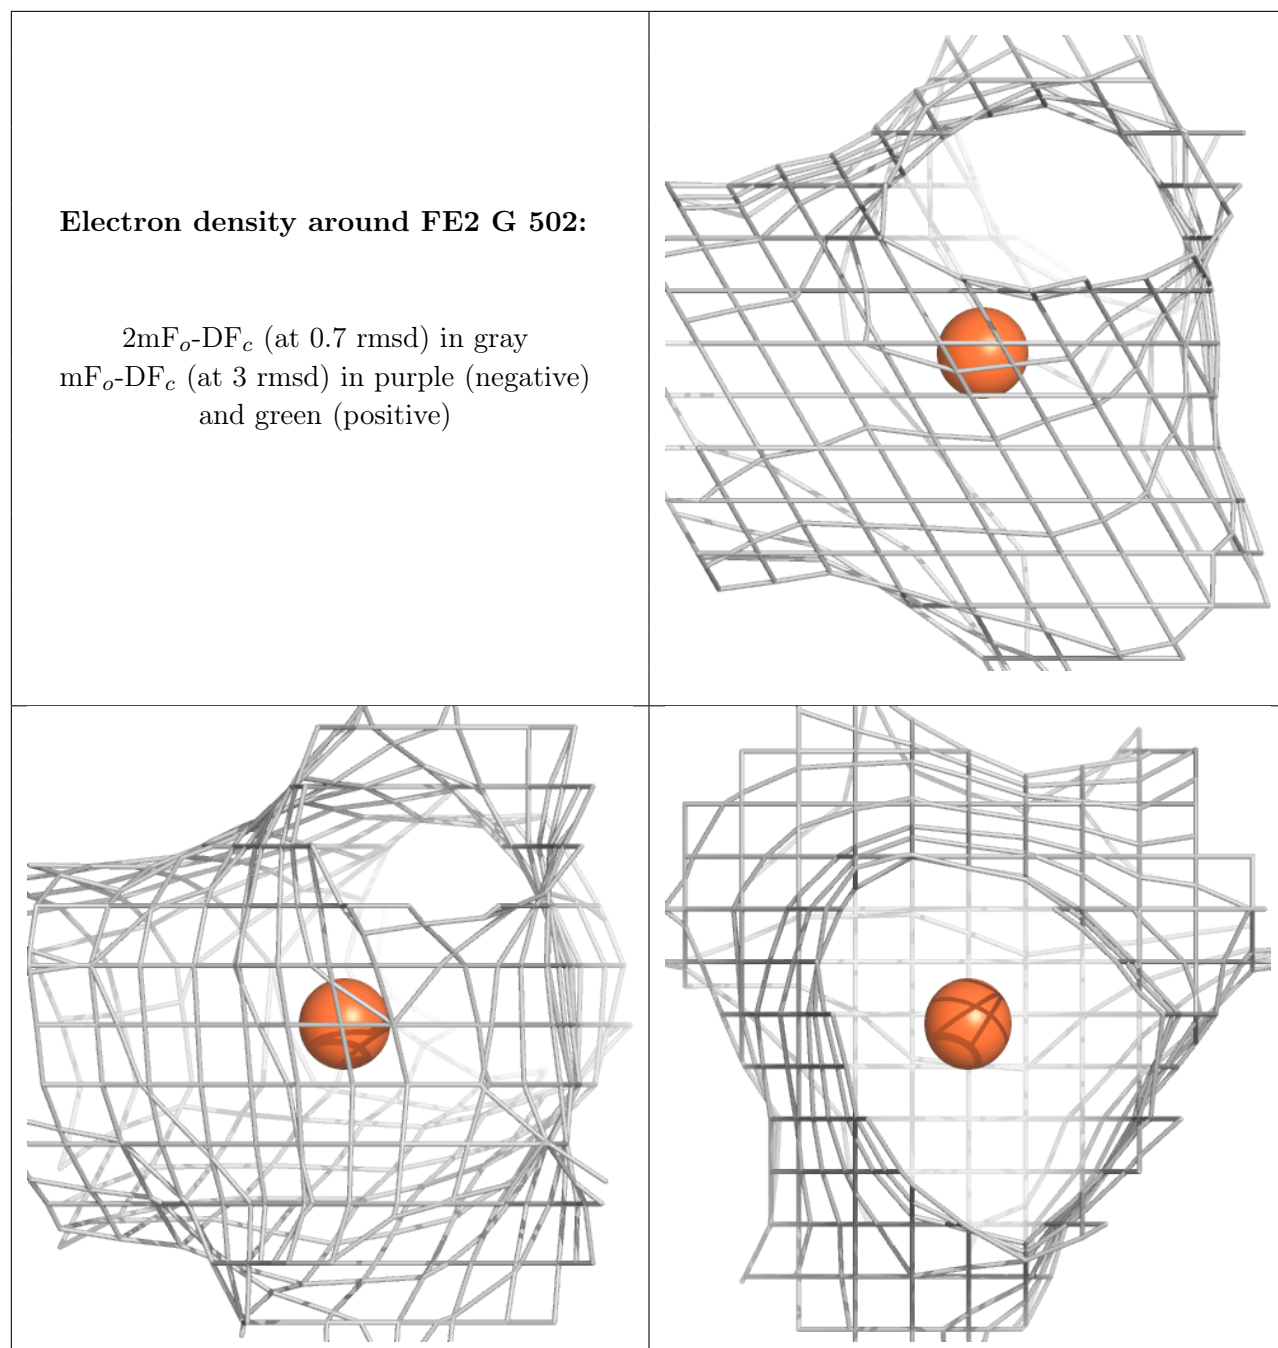 Electron density around FE2 G 502:
2mFo-DFc (at 0.7 rmsd) in gray
mFo-DFc (at 3 rmsd) in purple (negative)
and green (positive)